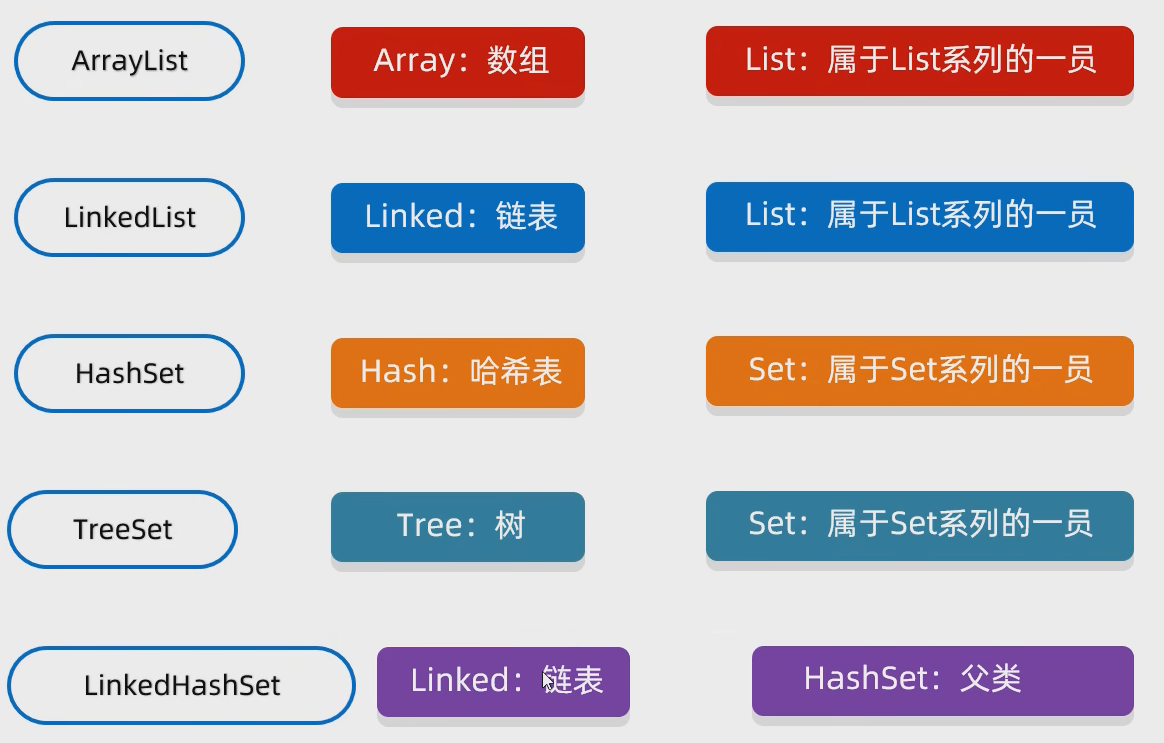 ArrayList
Array：数组
List：属于List系列的一员
LinkedList
Linked：链表
List：属于List系列的一员
HashSet
Hash：哈希表
Set：属于Set系列的一员
TreeSet
Tree：树
Set：属于Set系列的一员
LinkedHashSet
Linked：链表
HashSet：父类